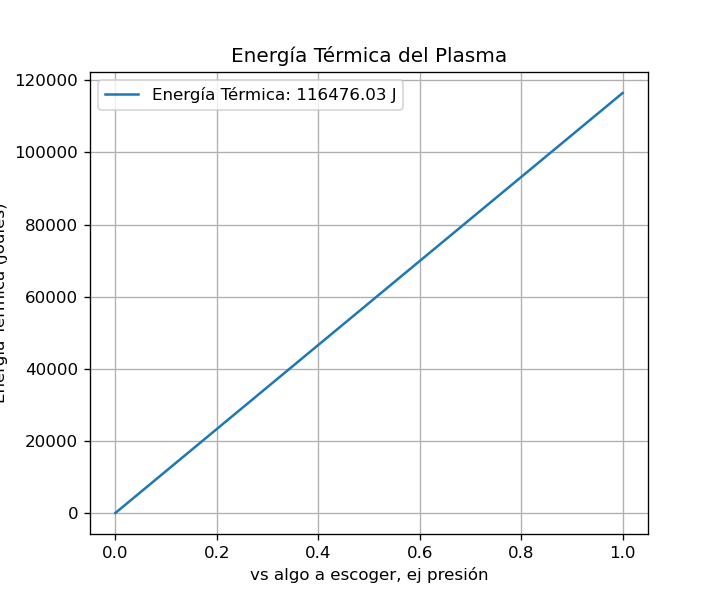 Energía Térmica del Plasma
Energía Térmica: 116476.03 J
120000
100000
80000
60000
40000
20000
0
0.0 0.2 0.4 0.6 0.8 1.0
vs algo a escoger, ej presión